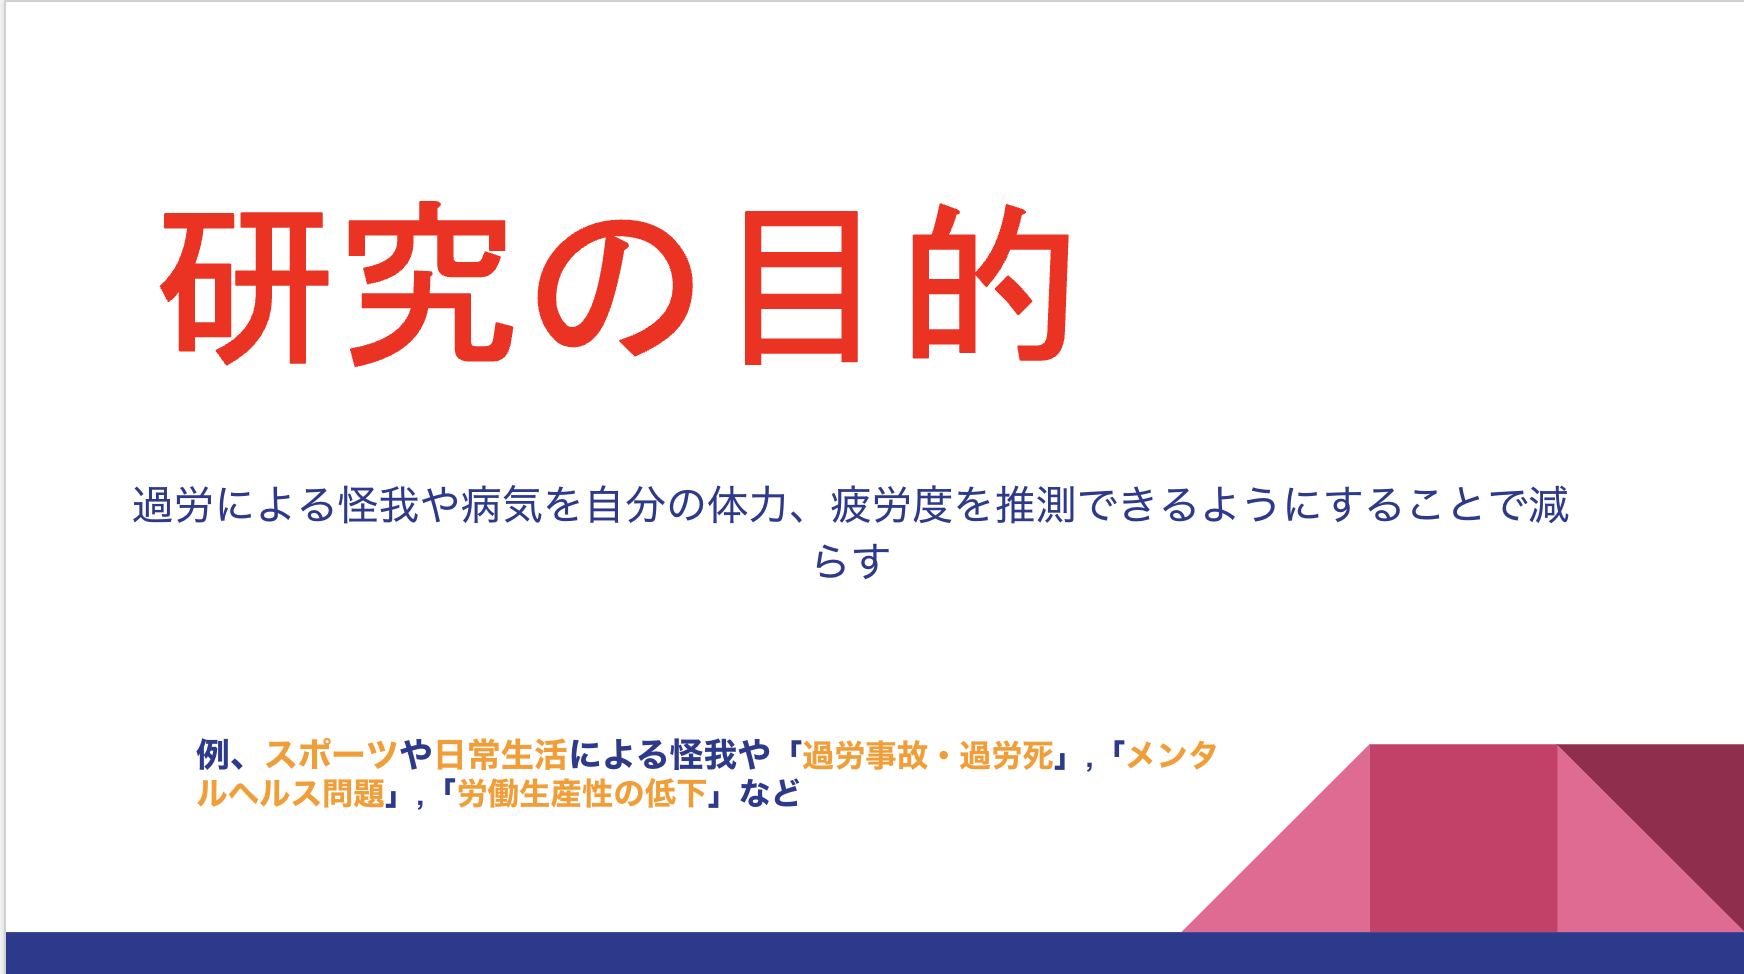 研究の目的
過労による怪我や病気を自分の体力、疲労度を推測できるようにすることで減
らす
例、スポーツや日常生活による怪我や「過労事故・過労死」,「メンタ
ルヘルス問題」,「労働生産性の低下」など